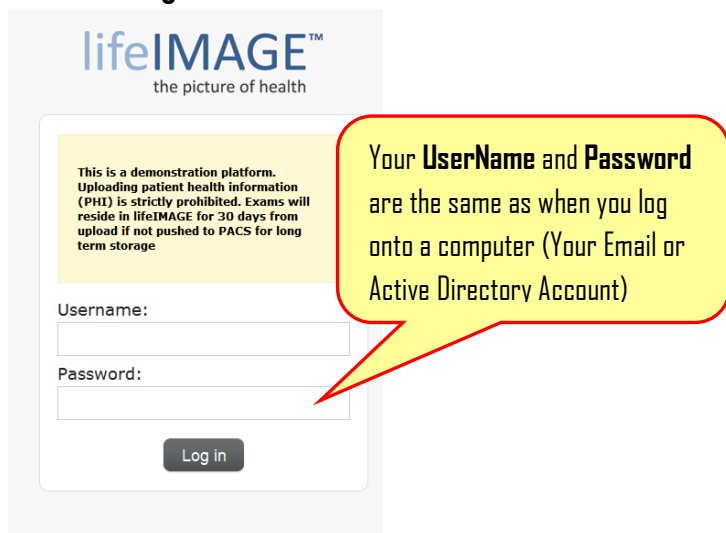 lifeIMAGE™
the picture of health
This is a demonstration platform.
Uploading patient health information
(PHI) is strictly prohibited. Exams will
reside in lifeIMAGE for 30 days from
upload if not pushed to PACS for long
term storage
Your UserName and Password
are the same as when you log
onto a computer (Your Email or
Active Directory Account)
Username:
Password:
Log in